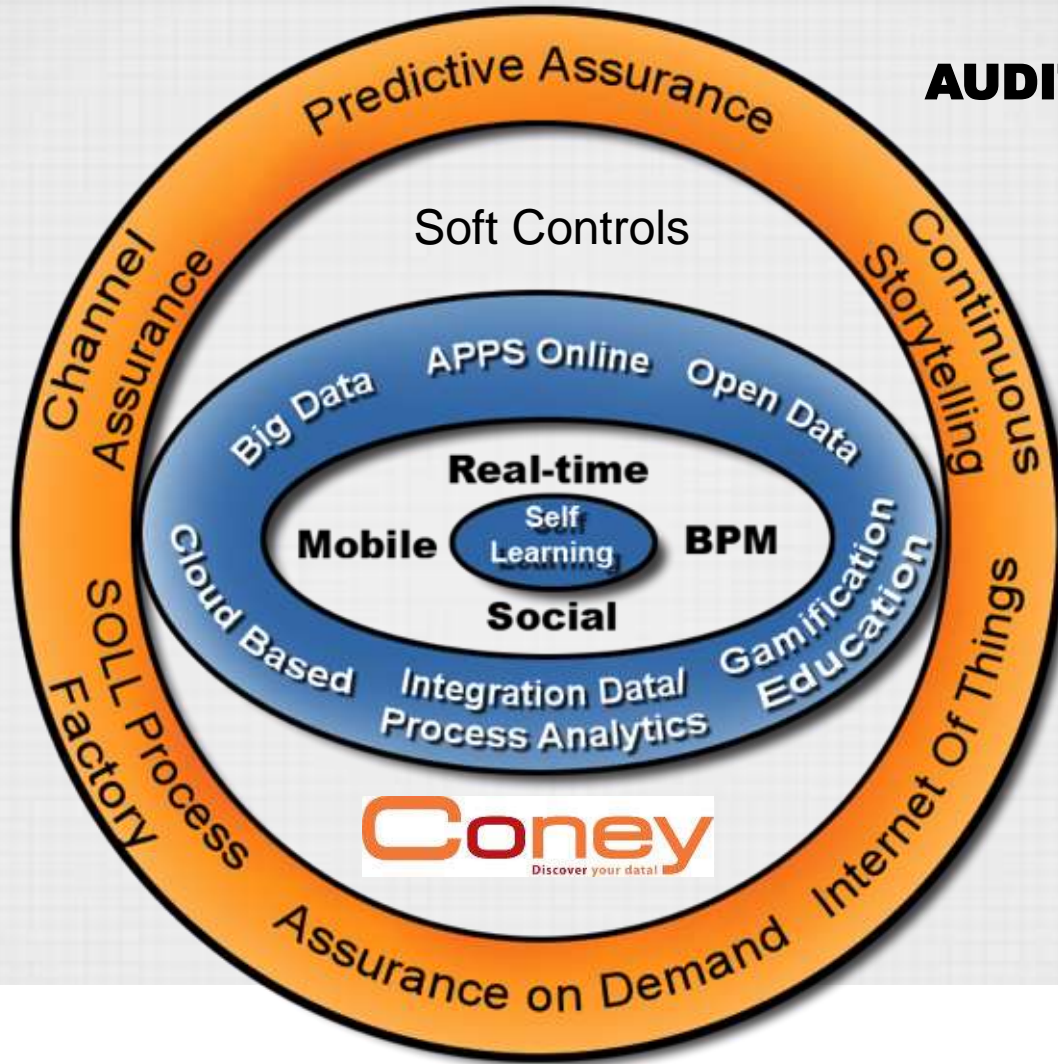 AUDI
Predictive Assurance
Soft Controls
Channel
Assurance
Continuous
Storytelling
Big Data
APPS Online
Open Data
Real-time
Mobile
Self
Learning
BPM
Social
Cloud Based
Integration Data/
Process Analytics
Gamification
Education
SOLL Process
Factory
Internet Of Things
Coney
Discover your data!
Assurance on Demand